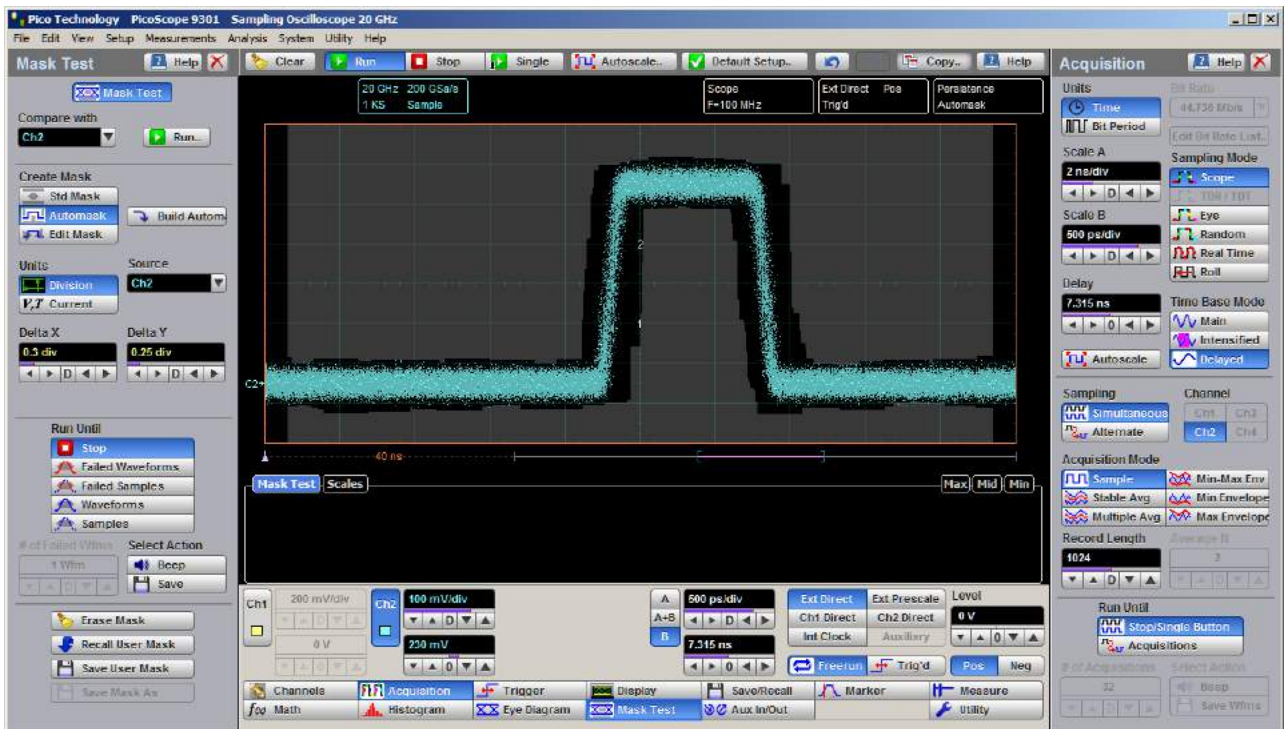 Pico Technology PicoScope 9301 Sampling Oscilloscope 20 GHz
File Edit View Setup Measurements Analysis System Utility Help
Mask Test
Help
Mask Test
Compare with
Ch2
Run..
Create Mask
Std Mask
Automask
Build Autom
Edit Mask
Units
Source
Division
Ch2
V,T Current
Delta X
Delta Y
0.3 div
0.25 div
D
D
Run Until
Stop
Failed Waveforms
Failed Samples
Waveforms
Samples
# of Failed Wfms
Select Action
1 Wfm
Beep
D
Save
Erase Mask
Recall User Mask
Save User Mask
Save Mask As
Clear
Run
Stop
Single
Autoscale..
Default Setup..
Copy..
Help
20 GHz 200 GSa/s
1 KS Sample
Scope
F=100 MHz
Ext Direct Pos
Trig'd
Persistence
Automask
2
1
C2
40 ns
Mask Test
Scales
Max
Mid
Min
Ch1
200 mV/div
D
0 V
0
Ch2
100 mV/div
D
230 mV
0
A
A+B
B
500 ps/div
D
7.315 ns
0
Ext Direct
Ext Prescale
Ch1 Direct
Ch2 Direct
Int Clock
Auxiliary
Level
0 V
0
Freerun
Trig'd
Pos
Neg
Channels
Acquisition
Trigger
Display
Save/Recall
Marker
Measure
f(x) Math
Histogram
Eye Diagram
Mask Test
Aux In/Out
Utility
Acquisition
Help
Units
Bit Rate
Time
44.736 Mb/s
Bit Period
Edit Bit Rate List..
Scale A
Sampling Mode
2 ns/div
Scope
D
TDR / TDT
Scale B
Eye
500 ps/div
Random
D
Real Time
Roll
Delay
7.315 ns
Time Base Mode
0
Main
Intensified
Autoscale
Delayed
Sampling
Channel
Simultaneous
Ch1
Ch3
Alternate
Ch2
Ch4
Acquisition Mode
Sample
Min-Max Env
Stable Avg
Min Envelope
Multiple Avg
Max Envelope
Record Length
Average N
1024
D
Run Until
Stop/Single Button
Acquisitions
# of Acquisitions
Select Action
32
Beep
D
Save Wfms